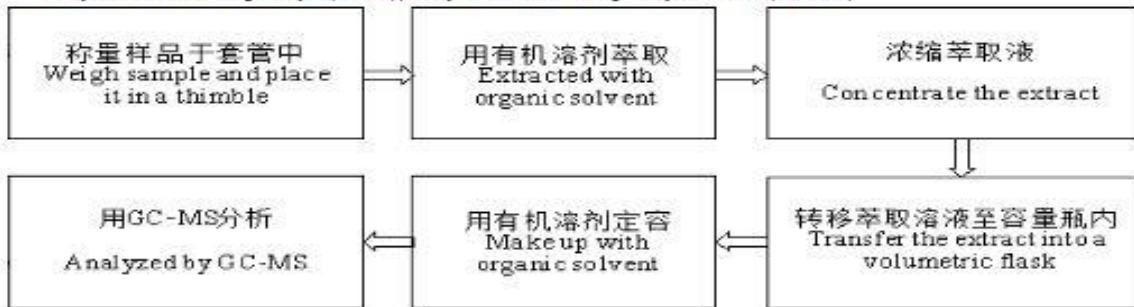 称量样品于套管中
Weigh sample and place
it in a thimble
用有机溶剂萃取
Extracted with
organic solvent
浓缩萃取液
Concentrate the extract
转移萃取溶液至容量瓶内
Transfer the extract into a
volumetric flask
用有机溶剂定容
Make up with
organic solvent
用GC-MS分析
Analyzed by GC-MS